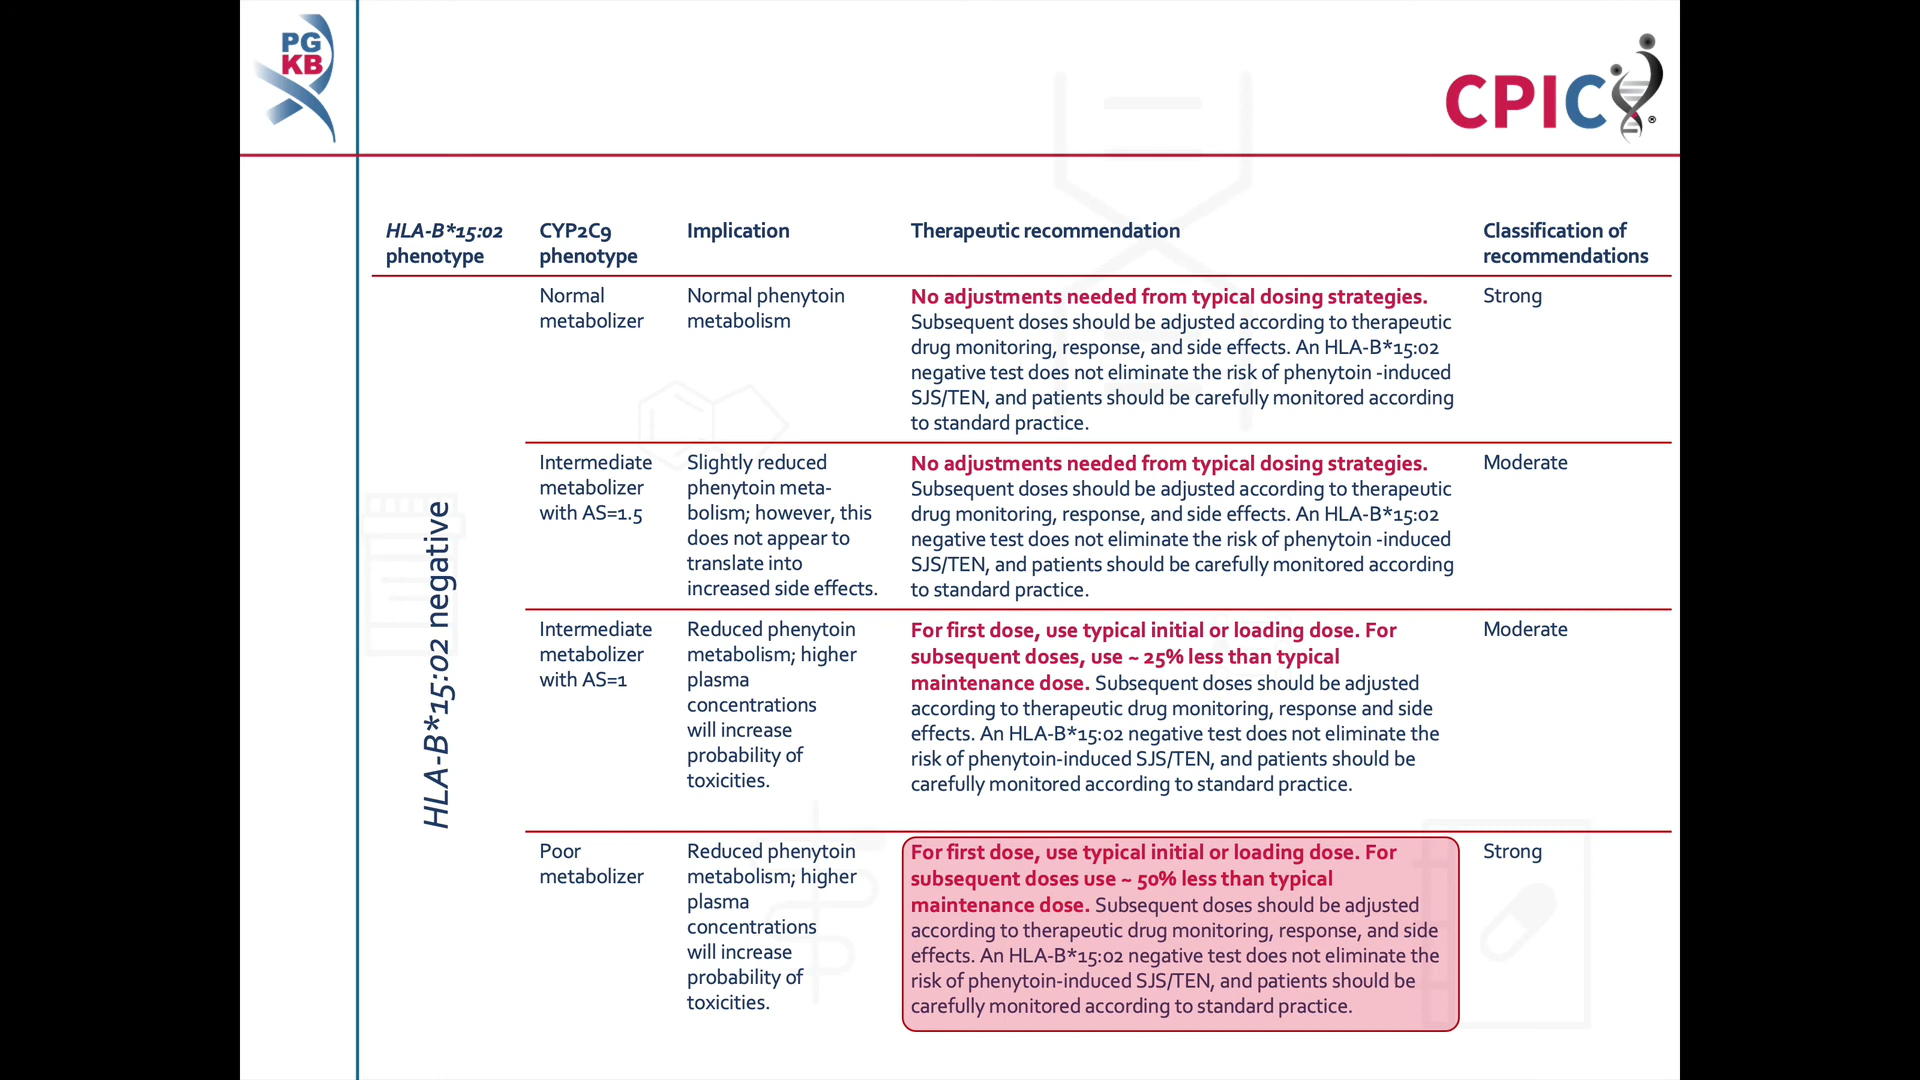 PG
KB
CPIC®
HLA-B*15:02
phenotype
CYP2C9
phenotype
Implication
Therapeutic recommendation
Classification of
recommendations
HLA-B*15:02 negative
Normal
metabolizer
Normal phenytoin
metabolism
No adjustments needed from typical dosing strategies.
Subsequent doses should be adjusted according to therapeutic
drug monitoring, response, and side effects. An HLA-B*15:02
negative test does not eliminate the risk of phenytoin -induced
SJS/TEN, and patients should be carefully monitored according
to standard practice.
Strong
Intermediate
metabolizer
with AS=1.5
Slightly reduced
phenytoin meta-
bolism; however, this
does not appear to
translate into
increased side effects.
No adjustments needed from typical dosing strategies.
Subsequent doses should be adjusted according to therapeutic
drug monitoring, response, and side effects. An HLA-B*15:02
negative test does not eliminate the risk of phenytoin -induced
SJS/TEN, and patients should be carefully monitored according
to standard practice.
Moderate
Intermediate
metabolizer
with AS=1
Reduced phenytoin
metabolism; higher
plasma
concentrations
will increase
probability of
toxicities.
For first dose, use typical initial or loading dose. For
subsequent doses, use ~ 25% less than typical
maintenance dose. Subsequent doses should be adjusted
according to therapeutic drug monitoring, response and side
effects. An HLA-B*15:02 negative test does not eliminate the
risk of phenytoin-induced SJS/TEN, and patients should be
carefully monitored according to standard practice.
Moderate
Poor
metabolizer
Reduced phenytoin
metabolism; higher
plasma
concentrations
will increase
probability of
toxicities.
For first dose, use typical initial or loading dose. For
subsequent doses use ~ 50% less than typical
maintenance dose. Subsequent doses should be adjusted
according to therapeutic drug monitoring, response, and side
effects. An HLA-B*15:02 negative test does not eliminate the
risk of phenytoin-induced SJS/TEN, and patients should be
carefully monitored according to standard practice.
Strong